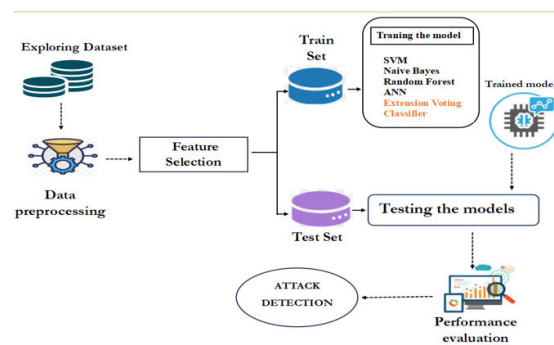 Exploring Dataset
Data
preprocessing
Feature
Selection
Train
Set
Traning the model
SVM
Naive Bayes
Random Forest
ANN
Extension Voting
Classifier
Trained model
Test Set
Testing the models
Performance
evaluation
ATTACK
DETECTION